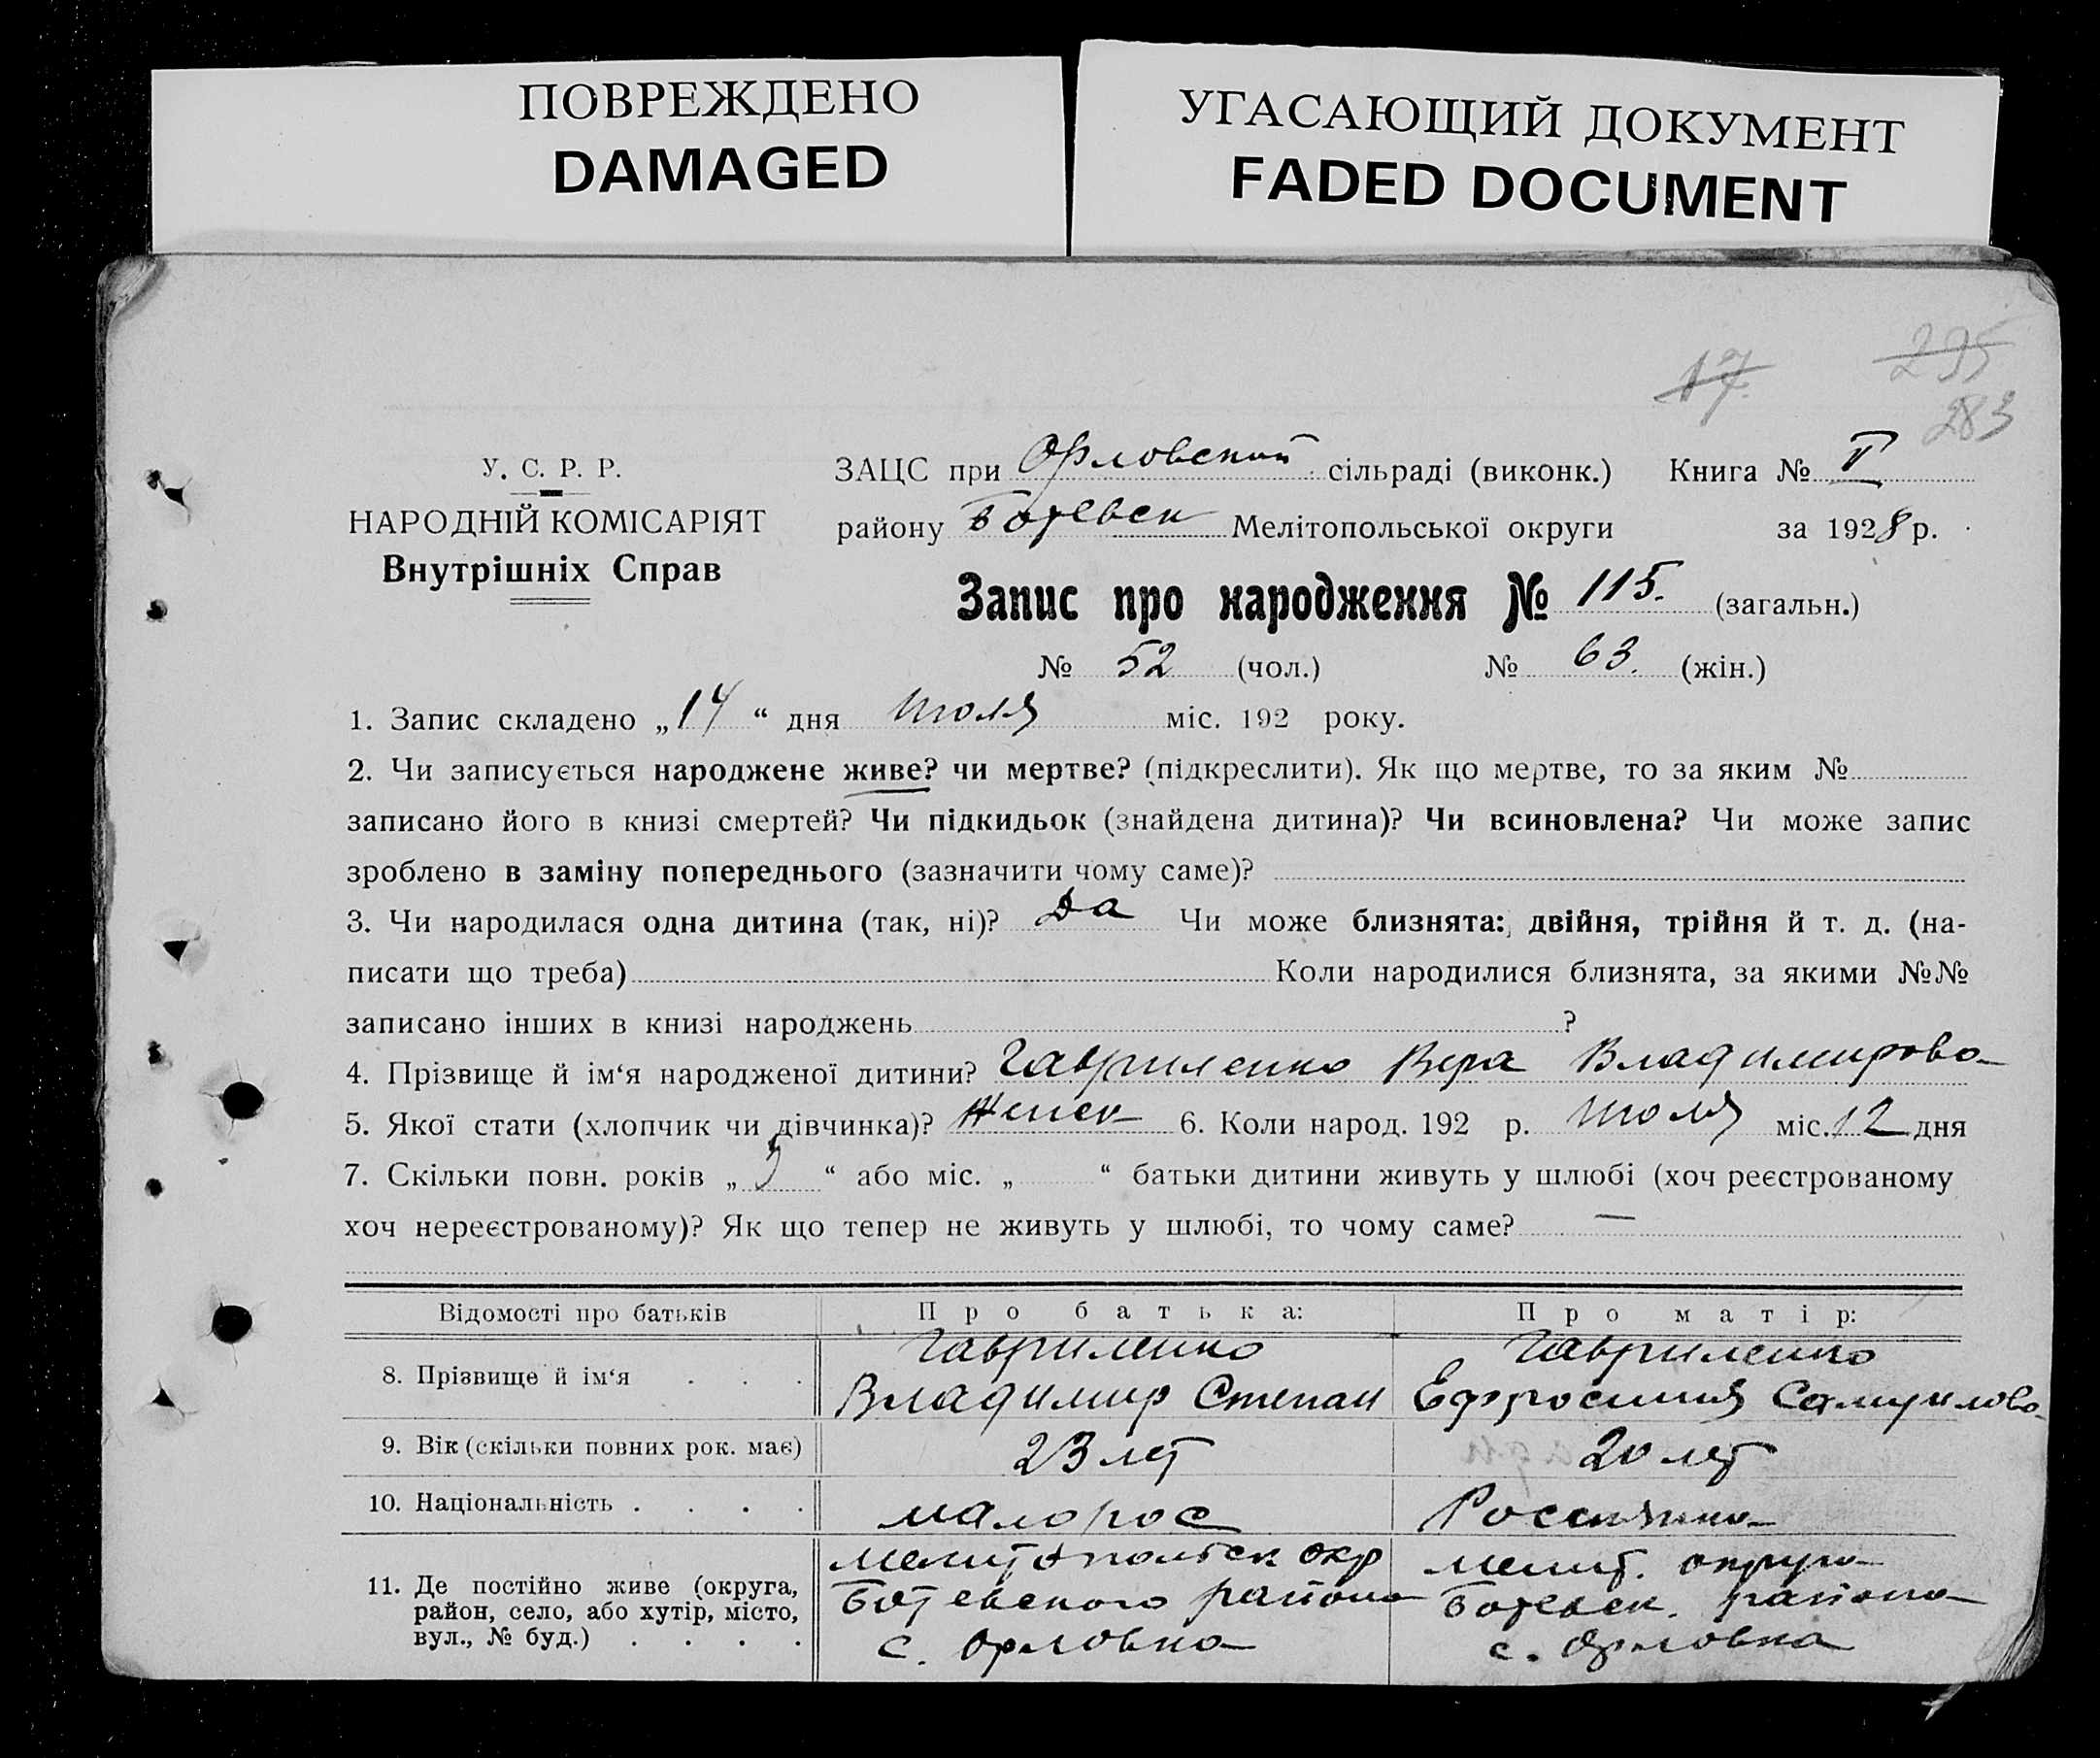 ПОВРЕЖДЕНО
DAMAGED
УГАСАЮЩИЙ ДОКУМЕНТ
FADED DOCUMENT
17.
295
283
У. С. Р. Р.
НАРОДНІЙ КОМІСАРІЯТ
Внутрішніх Справ
ЗАЦС при Орловский сільраді (виконк.) Книга № I
району Ботевск Мелітопольської округи за 1928 р.
Запис про народження № 115. (загальн.)
№ 52 (чол.) № 63. (жін.)
1. Запис складено „14“ дня июля міс. 192 року.
2. Чи записується народжене живе? чи мертве? (підкреслити). Як що мертве, то за яким №
записано його в книзі смертей? Чи підкидьок (знайдена дитина)? Чи всиновлена? Чи може запис
зроблено в заміну попереднього (зазначити чому саме)?
3. Чи народилася одна дитина (так, ні)? Да Чи може близнята: двійня, трійня й т. д. (на-
писати що треба) Коли народилися близнята, за якими №№
записано інших в книзі народжень ?
4. Прізвище й ім‘я народженої дитини? Гавриленко Вера Владимирова
5. Якої стати (хлопчик чи дівчинка)? Женск 6. Коли народ. 192 р. июля міс. 12 дня
7. Скільки повн. років „ “ або міс. „ “ батьки дитини живуть у шлюбі (хоч реєстрованому
хоч нереєстрованому)? Як що тепер не живуть у шлюбі, то чому саме? —
Відомості про батьків Про батька: Про матір:
8. Прізвище й ім‘я Гавриленко Гавриленко
Владимир Степан Ефросиния Самуилова
9. Вік (скільки повних рок. має) 23 лет 20 лет
10. Національність малорос Россиянка
11. Де постійно живе (округа, район, село, або хутір, місто, вул., № буд.)
Мелитопольск окр Мелит. округа
Ботевского района Ботевск. района
с. Орловка с. Орловка